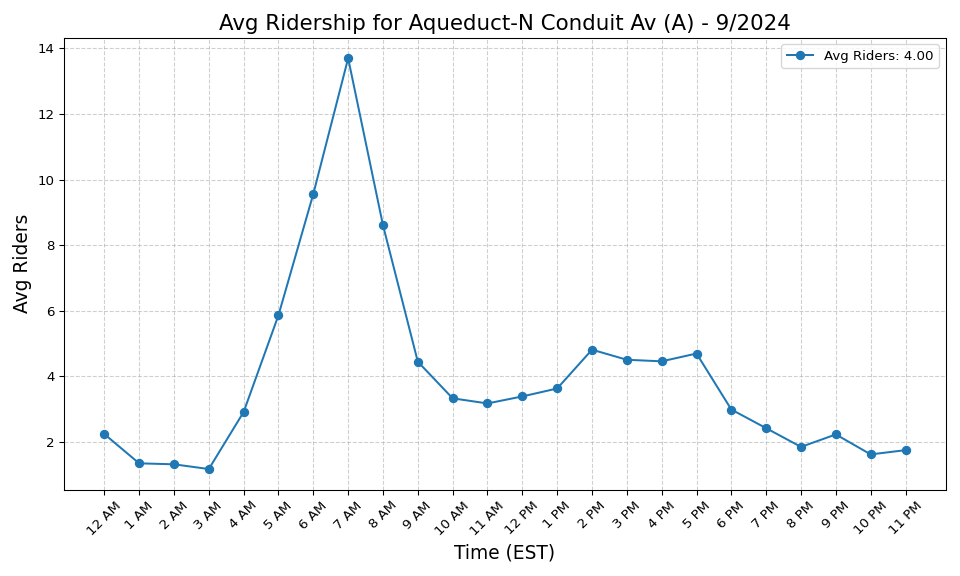 Avg Ridership for Aqueduct-N Conduit Av (A) - 9/2024
Avg Riders: 4.00
Avg Riders
14
12
10
8
6
4
2
12 AM
1 AM
2 AM
3 AM
4 AM
5 AM
6 AM
7 AM
8 AM
9 AM
10 AM
11 AM
12 PM
1 PM
2 PM
3 PM
4 PM
5 PM
6 PM
7 PM
8 PM
9 PM
10 PM
11 PM
Time (EST)